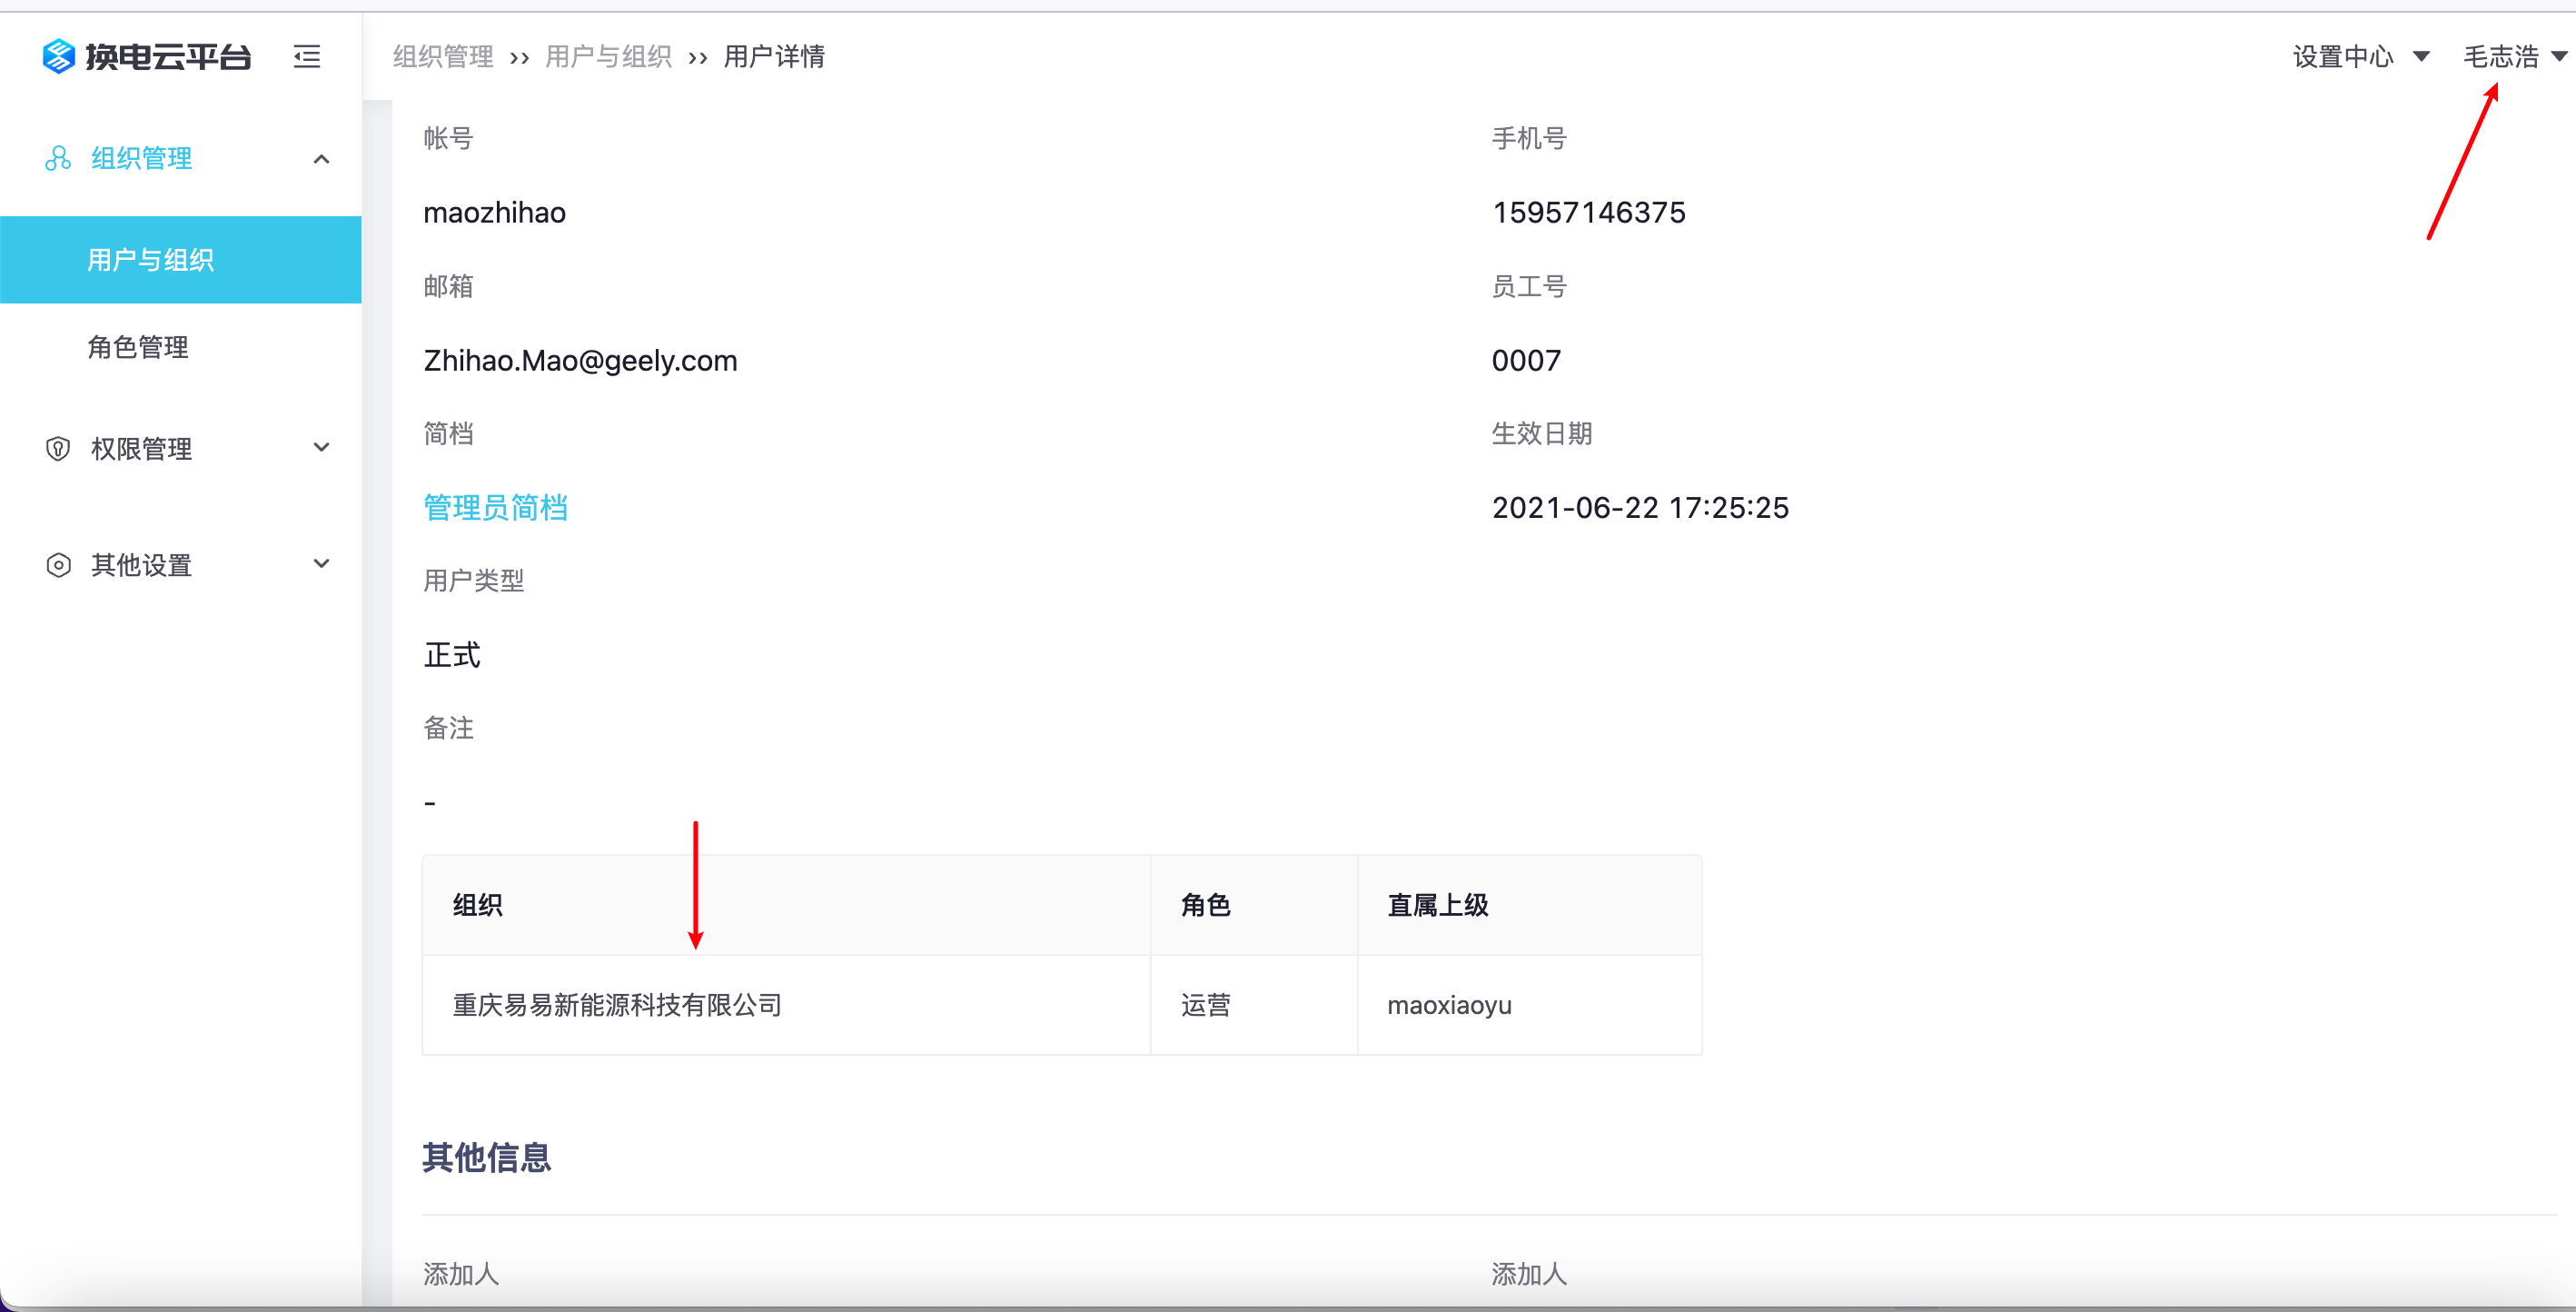 换电云平台
组织管理 ›› 用户与组织 ›› 用户详情
设置中心
毛志浩
组织管理
用户与组织
角色管理
权限管理
其他设置
帐号
手机号
maozhihao
15957146375
邮箱
员工号
Zhihao.Mao@geely.com
0007
简档
生效日期
管理员简档
2021-06-22 17:25:25
用户类型
正式
备注
-
组织 角色 直属上级
重庆易易新能源科技有限公司 运营 maoxiaoyu
其他信息
添加人
添加人